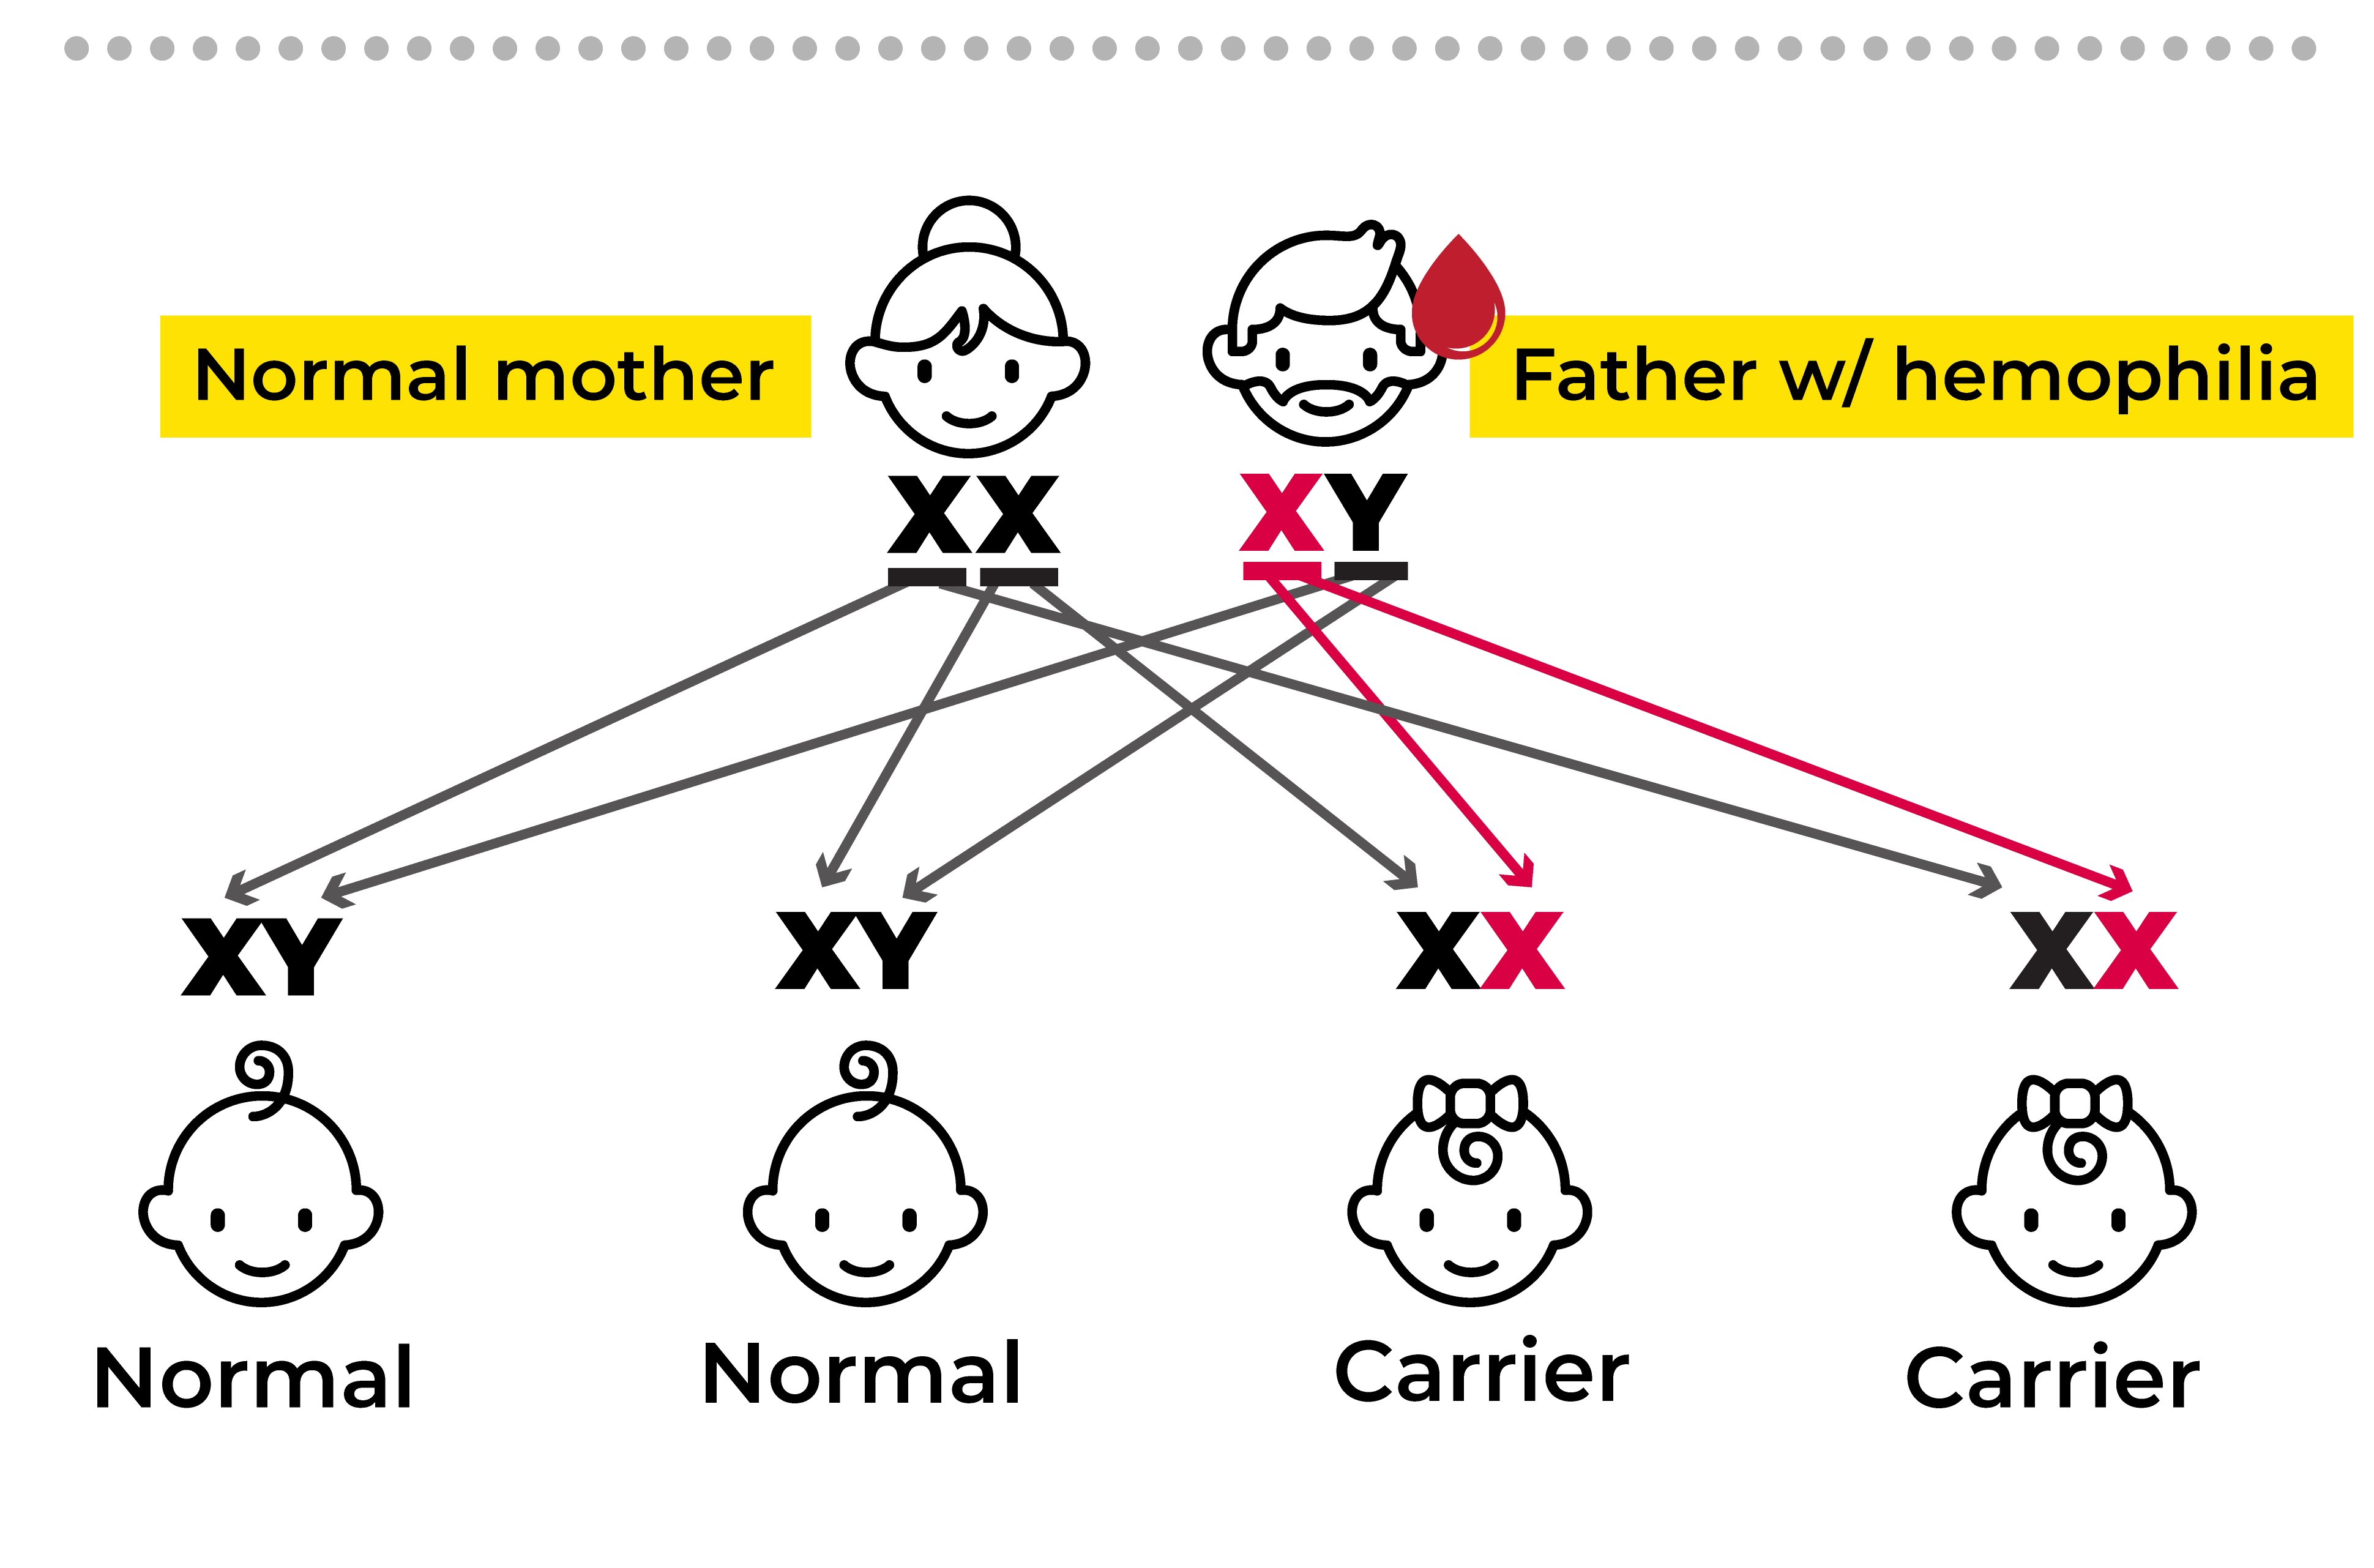 Normal mother
Father w/ hemophilia
XX
XY
XY
XY
XX
XX
Normal
Normal
Carrier
Carrier